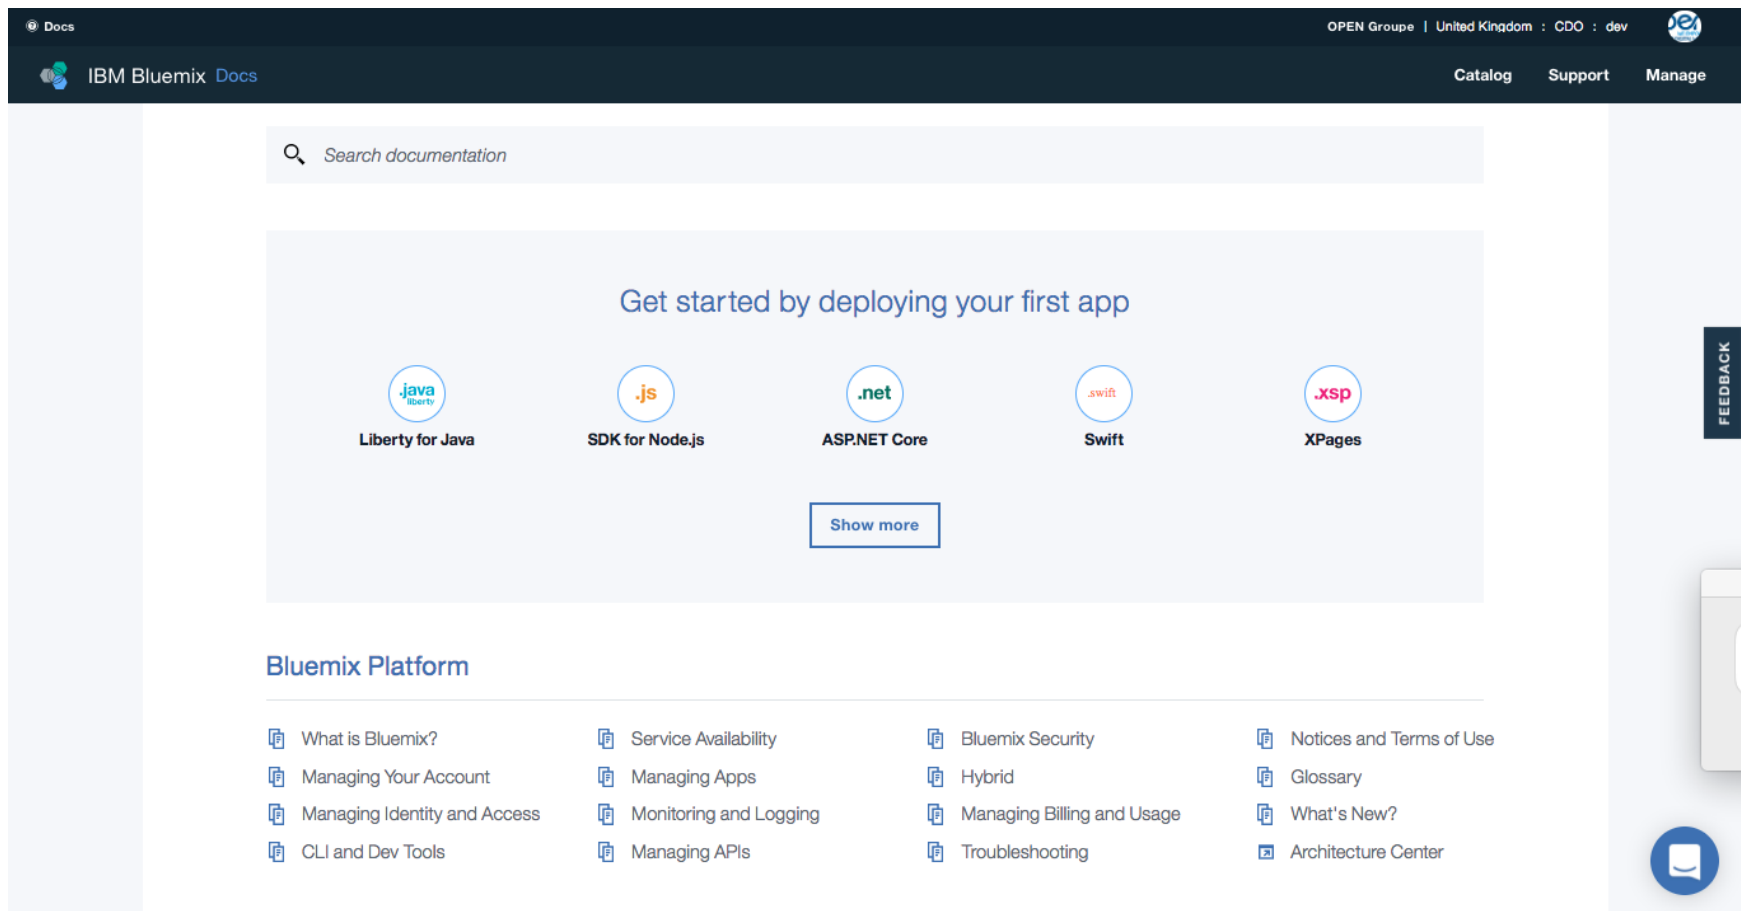 Docs
OPEN Groupe | United Kingdom : CDO : dev
IBM Bluemix Docs
Catalog Support Manage
Search documentation
Get started by deploying your first app
.java liberty
.js
.net
.swift
.xsp
Liberty for Java
SDK for Node.js
ASP.NET Core
Swift
XPages
FEEDBACK
Show more
Bluemix Platform
What is Bluemix?
Service Availability
Bluemix Security
Notices and Terms of Use
Managing Your Account
Managing Apps
Hybrid
Glossary
Managing Identity and Access
Monitoring and Logging
Managing Billing and Usage
What's New?
CLI and Dev Tools
Managing APIs
Troubleshooting
Architecture Center